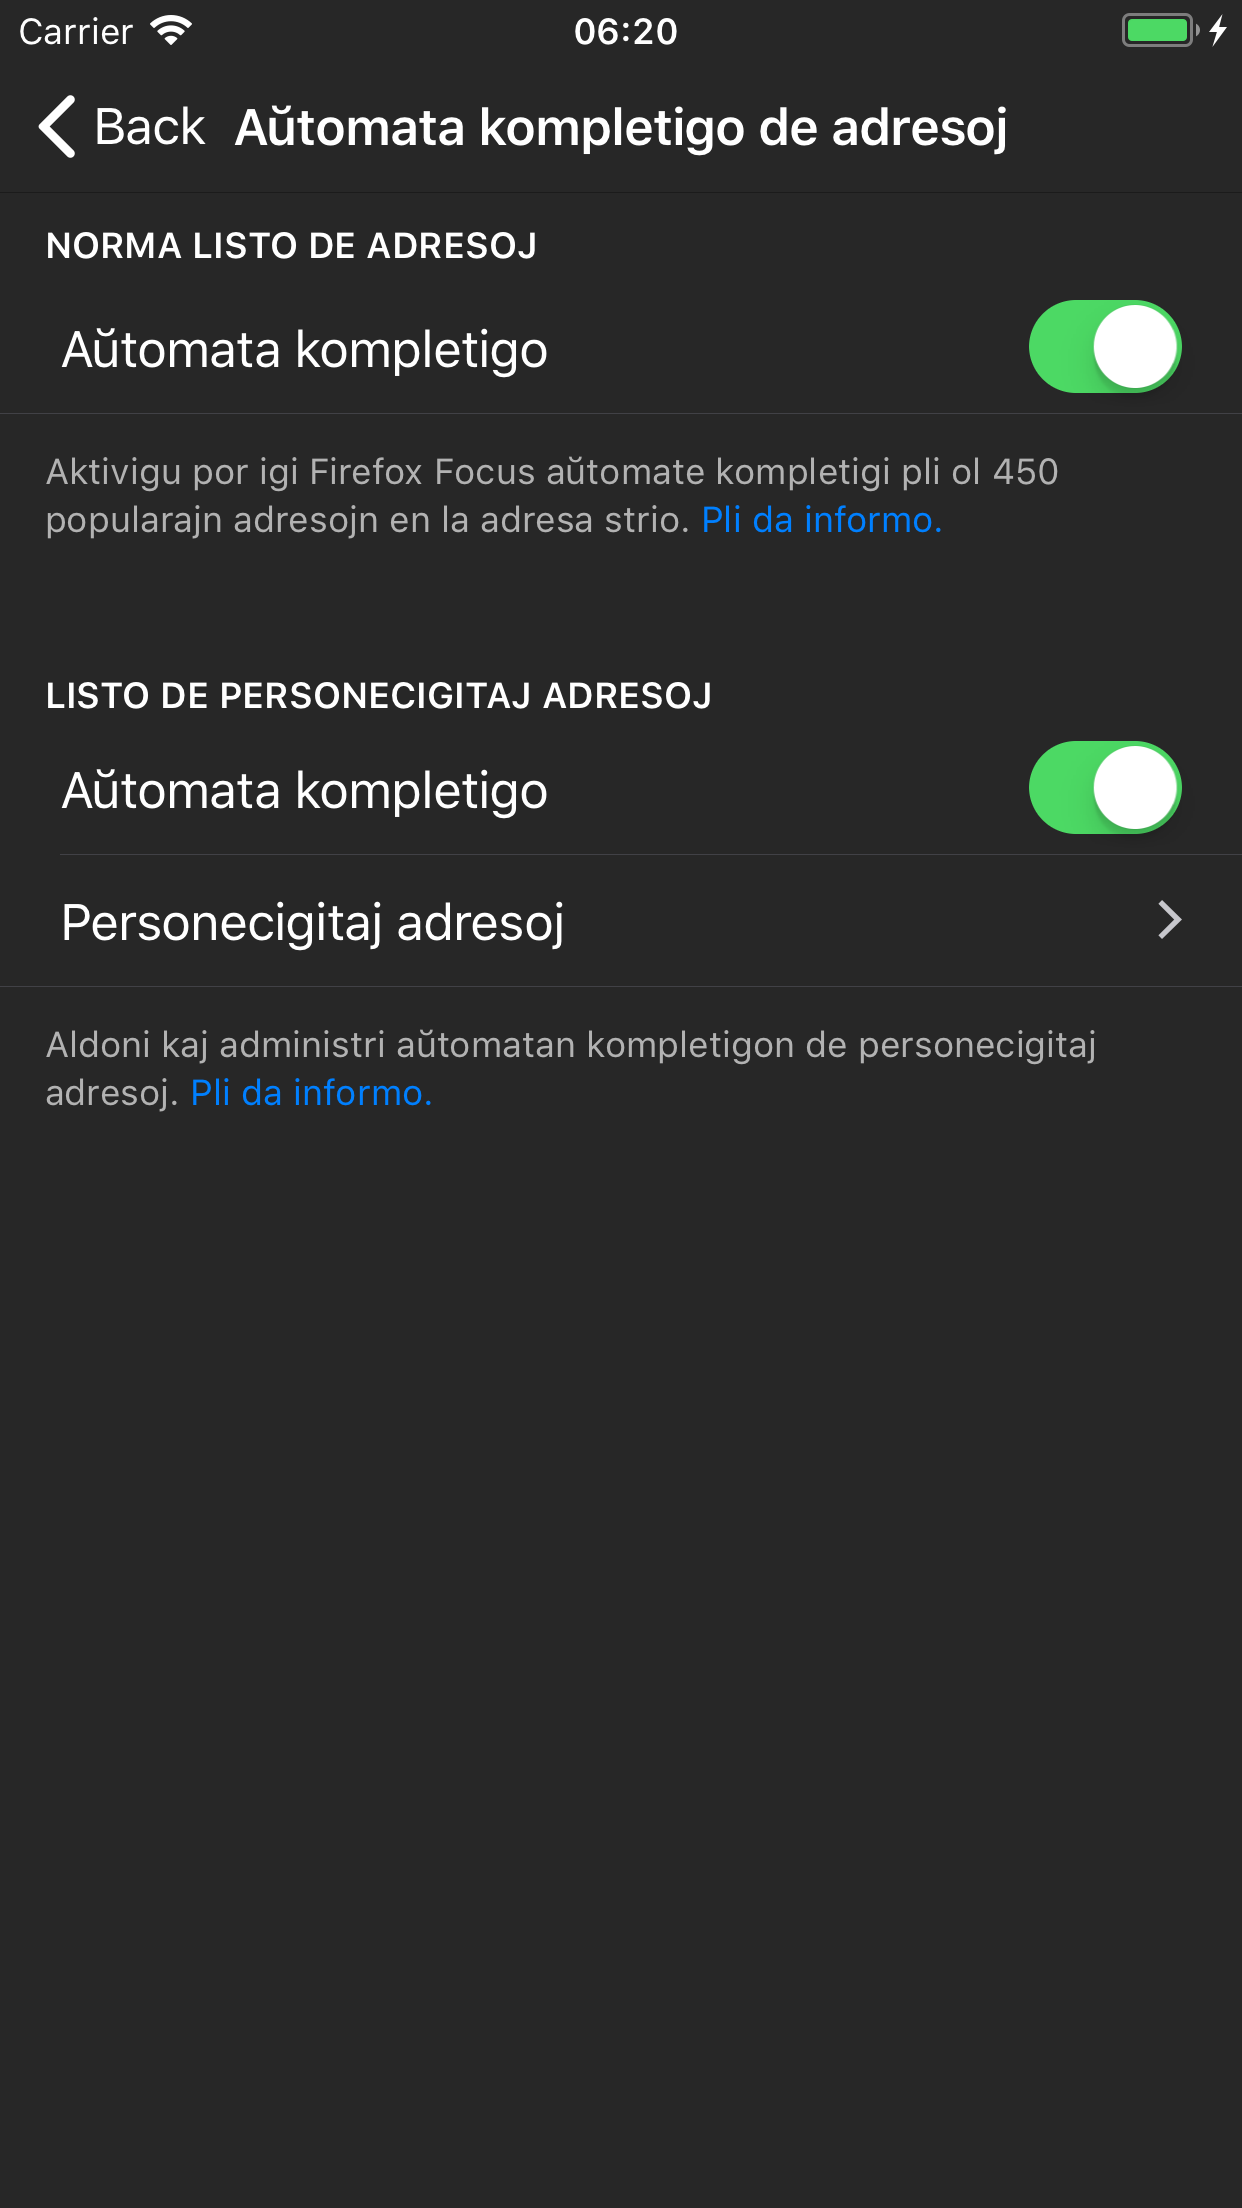 Carrier 06:20
Back Aŭtomata kompletigo de adresoj
NORMA LISTO DE ADRESOJ
Aŭtomata kompletigo
Aktivigu por igi Firefox Focus aŭtomate kompletigi pli ol 450
popularajn adresojn en la adresa strio. Pli da informo.
LISTO DE PERSONECIGITAJ ADRESOJ
Aŭtomata kompletigo
Personecigitaj adresoj
Aldoni kaj administri aŭtomatan kompletigon de personecigitaj
adresoj. Pli da informo.